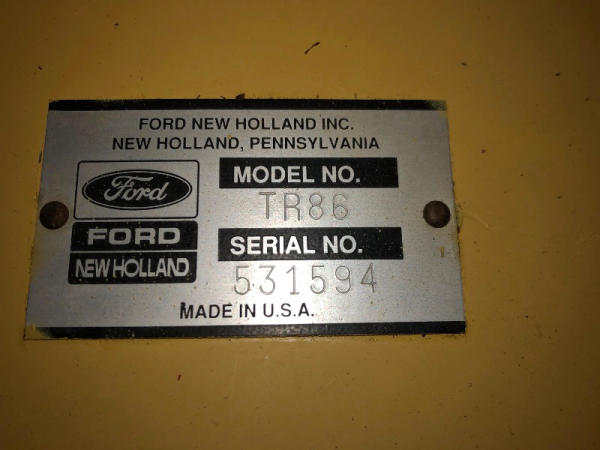 FORD NEW HOLLAND INC.
NEW HOLLAND, PENNSYLVANIA
Ford
FORD
NEW HOLLAND
MODEL NO.
TR86
SERIAL NO.
531594
MADE IN U.S.A.